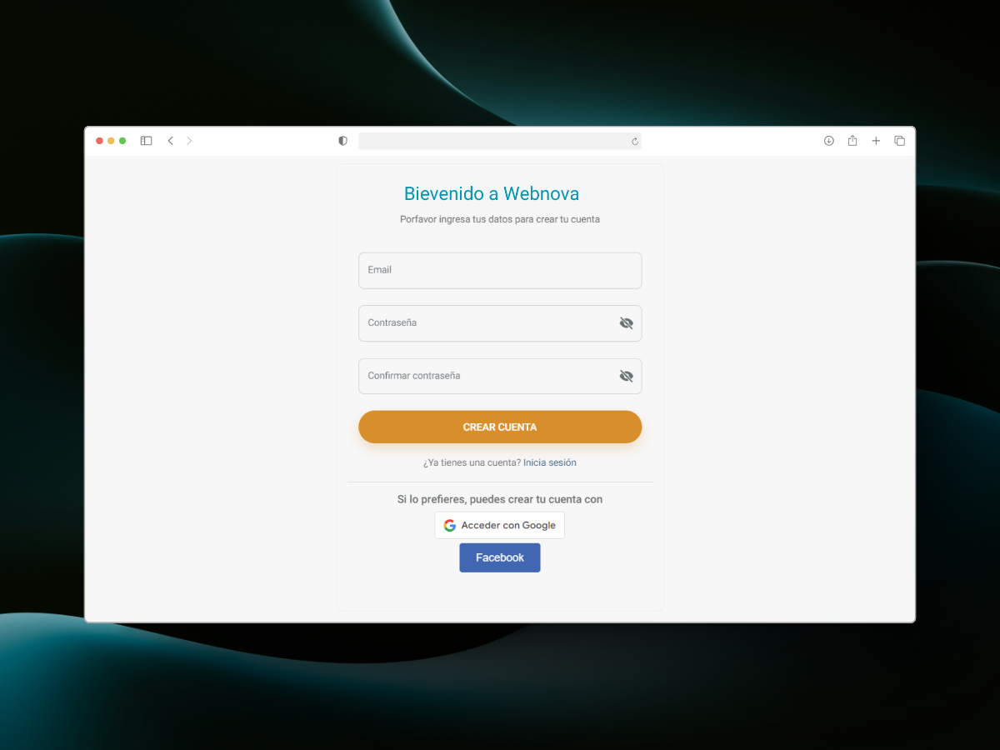 Bievenido a Webnova
Porfavor ingresa tus datos para crear tu cuenta
Email
Contraseña
Confirmar contraseña
CREAR CUENTA
¿Ya tienes una cuenta? Inicia sesión
Si lo prefieres, puedes crear tu cuenta con
Acceder con Google
Facebook